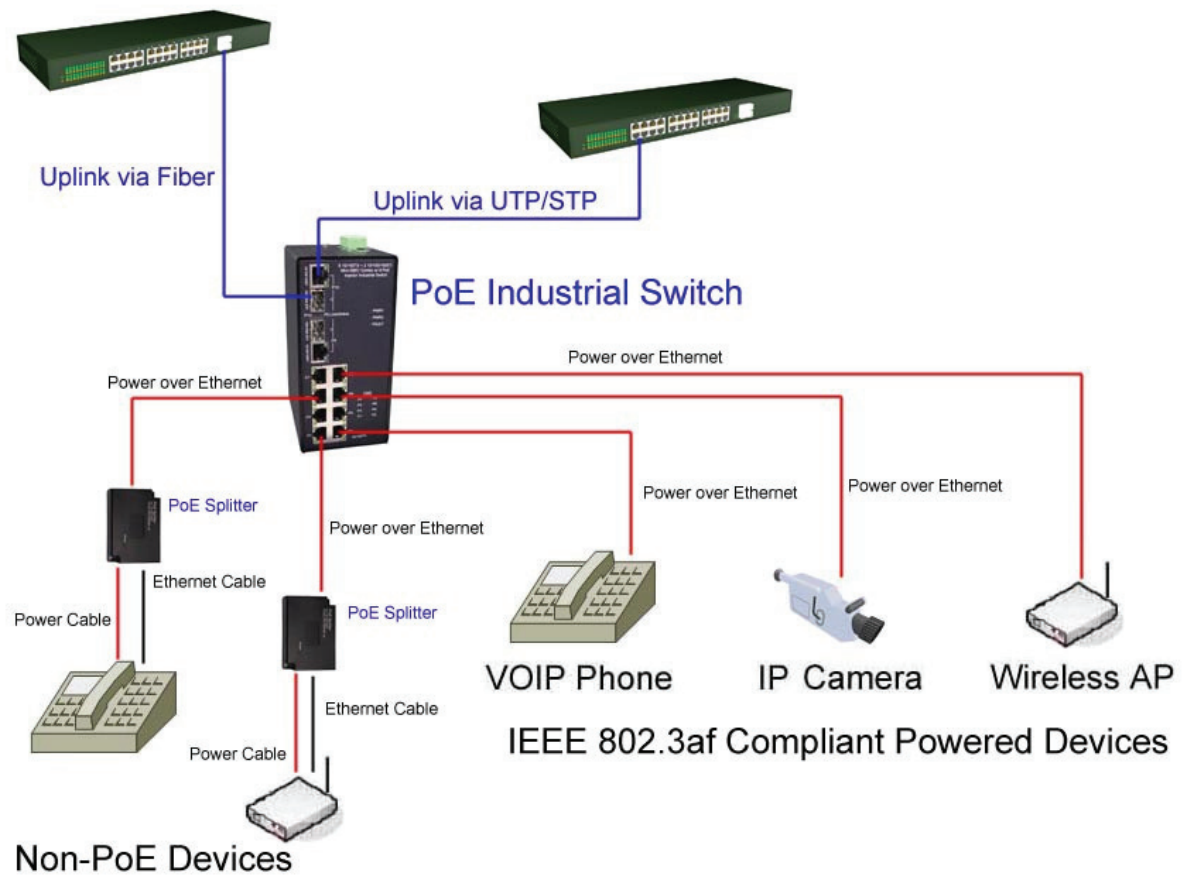 Uplink via Fiber
Uplink via UTP/STP
PoE Industrial Switch
Power over Ethernet
Power over Ethernet
PoE Splitter
Power over Ethernet
Power over Ethernet
Power over Ethernet
Ethernet Cable
Power Cable
PoE Splitter
VOIP Phone
IP Camera
Wireless AP
Ethernet Cable
Power Cable
IEEE 802.3af Compliant Powered Devices
Non-PoE Devices